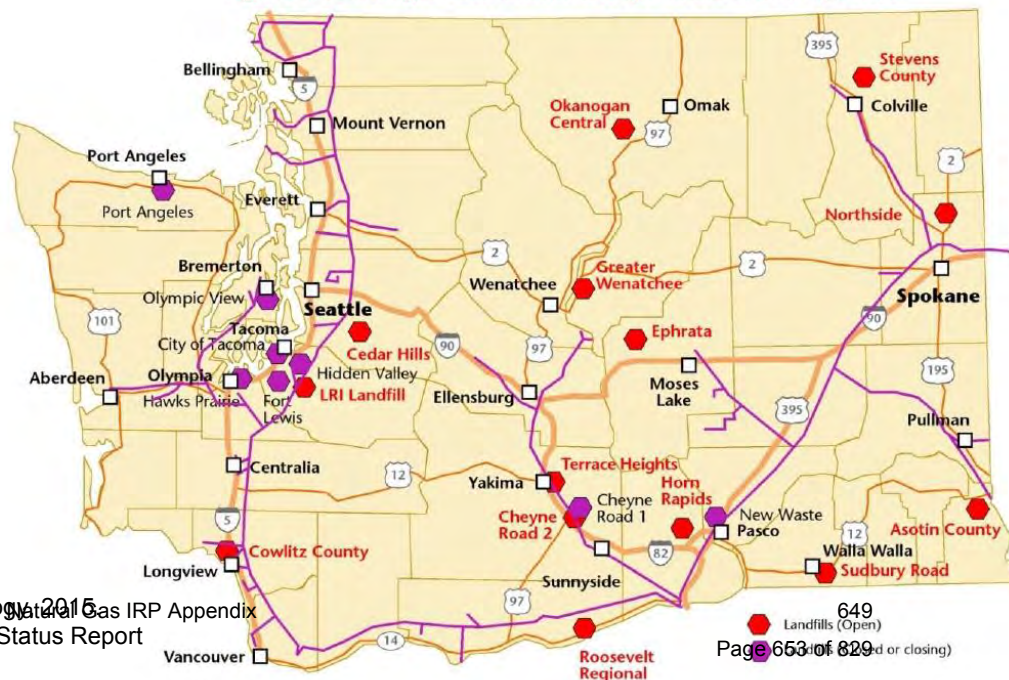 395
Stevens
County
Bellingham
5
Colville
Okanogan
Central
Omak
97
Mount Vernon
Port Angeles
2
Port Angeles
Everett
Northside
2
2
Bremerton
Greater
Wenatchee
Olympic View
Wenatchee
Seattle
Spokane
101
Tacoma
City of Tacoma
90
Ephrata
97
Cedar Hills
90
Hidden Valley
195
Aberdeen
Olympia
LRI Landfill
Moses
Lake
Ellensburg
Hawks Prairie
Fort
Lewis
395
Pullman
Centralia
12
Terrace Heights
Yakima
Horn
Rapids
Cheyne
Road 1
New Waste
Cheyne
Road 2
Asotin County
5
Pasco
12
Cowlitz County
82
Walla Walla
Longview
Sunnyside
Sudbury Road
97
2015
Natural Gas IRP Appendix
649
Landfills (Open)
Status Report
14
Page 653 of 829
or closing)
Vancouver
Roosevelt
Regional